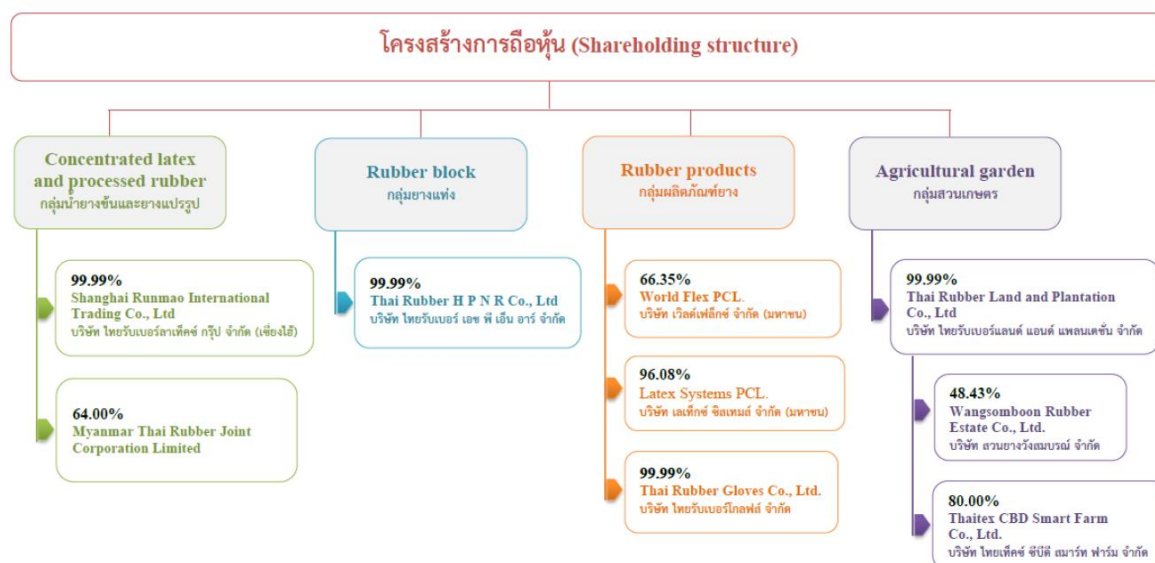 โครงสร้างการถือหุ้น (Shareholding structure)
Concentrated latex
and processed rubber
กลุ่มน้ำยางข้นและยางแปรรูป
99.99%
Shanghai Runmao International
Trading Co., Ltd
บริษัท ไทยรับเบอร์ลาเท็คซ์ กรุ๊ป จำกัด (เซี่ยงไฮ้)
64.00%
Myanmar Thai Rubber Joint
Corporation Limited
Rubber block
กลุ่มยางแท่ง
99.99%
Thai Rubber H P N R Co., Ltd
บริษัท ไทยรับเบอร์ เอช พี เอ็น อาร์ จำกัด
Rubber products
กลุ่มผลิตภัณฑ์ยาง
66.35%
World Flex PCL.
บริษัท เวิลด์เฟล็กซ์ จำกัด (มหาชน)
96.08%
Latex Systems PCL.
บริษัท เลเท็กซ์ ซิสเทมส์ จำกัด (มหาชน)
99.99%
Thai Rubber Gloves Co., Ltd.
บริษัท ไทยรับเบอร์โกลฟส์ จำกัด
Agricultural garden
กลุ่มสวนเกษตร
99.99%
Thai Rubber Land and Plantation
Co., Ltd
บริษัท ไทยรับเบอร์แลนด์ แอนด์ แพลนเตชั่น จำกัด
48.43%
Wangsomboon Rubber
Estate Co., Ltd.
บริษัท สวนยางวังสมบรณ์ จำกัด
80.00%
Thaitex CBD Smart Farm
Co., Ltd.
บริษัท ไทยเท็คซ์ ซีบีดี สมาร์ท ฟาร์ม จำกัด